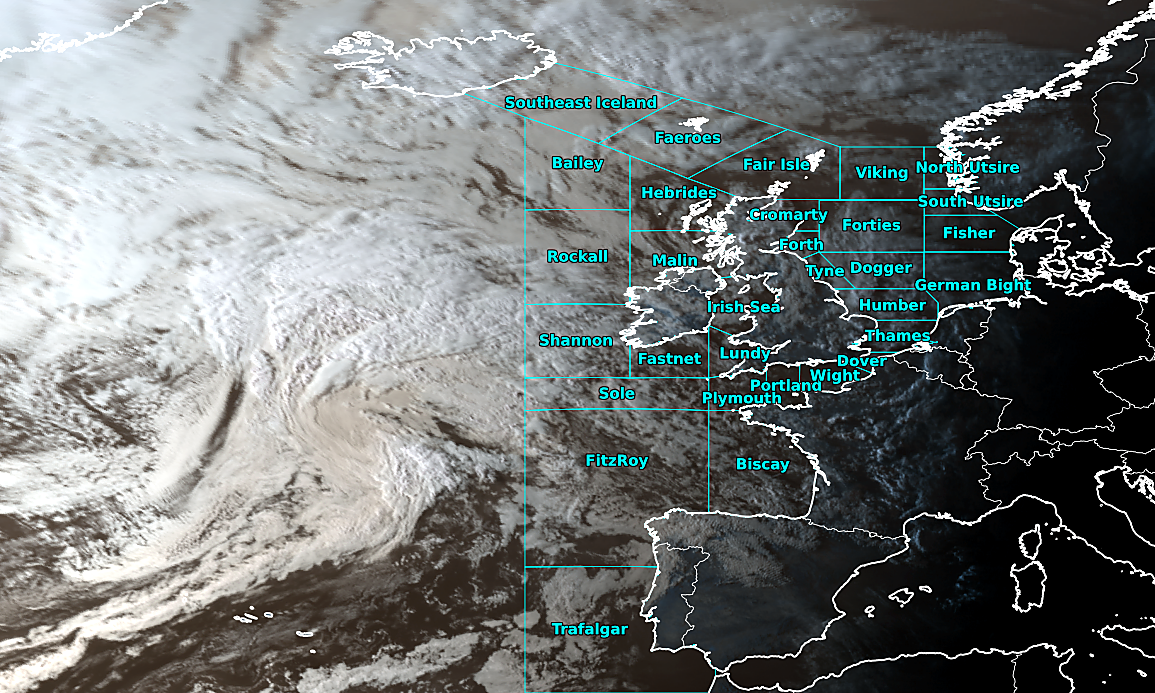 Southeast Iceland
Faeroes
Bailey
Fair Isle
North Utsire
Viking
Hebrides
South Utsire
Cromarty
Forties
Fisher
Forth
Rockall
Malin
Tyne
Dogger
German Bight
Irish Sea
Humber
Thames
Shannon
Fastnet
Lundy
Dover
Wight
Portland
Sole
Plymouth
FitzRoy
Biscay
Trafalgar